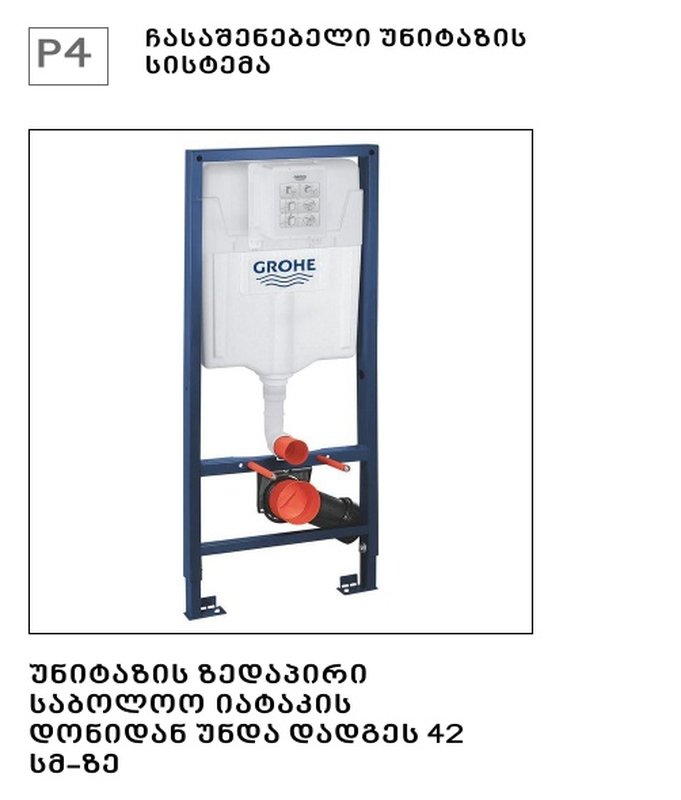 P4
ჩასაშენებელი უნიტაზის
სისტემა
GROHE
უნიტაზის ზედაპირი
საბოლოო იატაკის
დონიდან უნდა დადგეს 42
სმ-ზე